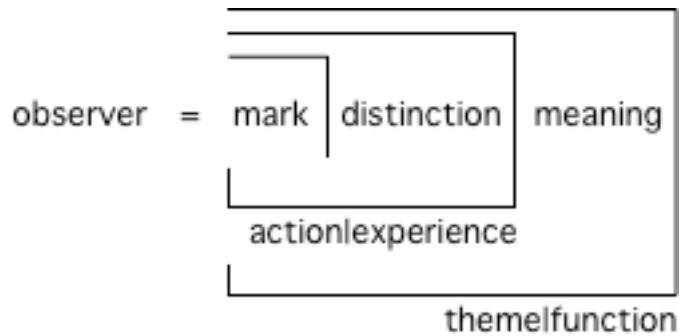 observer = mark distinction meaning
action|experience
theme|function